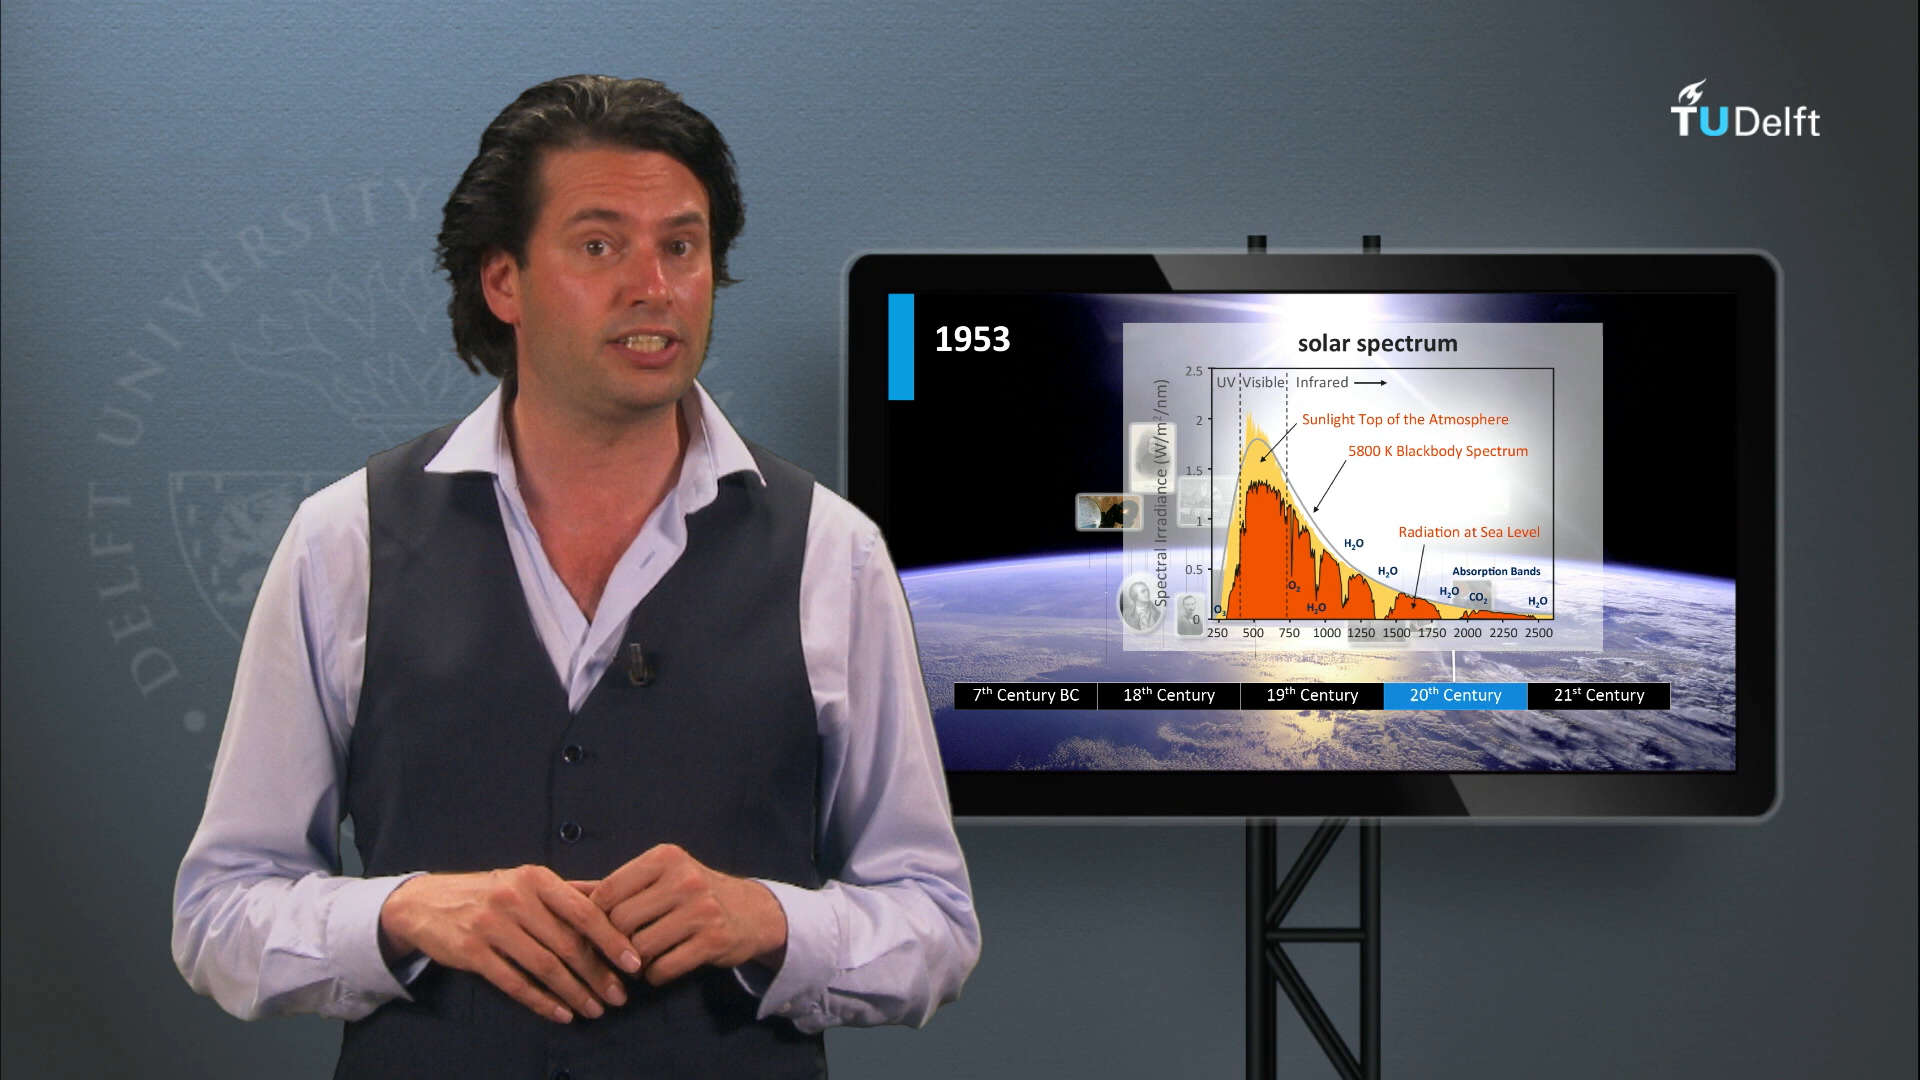 TUDelft
DELFT UNIVERSITY
1953
solar spectrum
Spectral Irradiance (W/m²/nm)
2.5
2
1.5
1
0.5
0
UV Visible Infrared
Sunlight Top of the Atmosphere
5800 K Blackbody Spectrum
Radiation at Sea Level
H₂O
H₂O
Absorption Bands
O₂
H₂O
CO₂
H₂O
H₂O
O₃
250 500 750 1000 1250 1500 1750 2000 2250 2500
7th Century BC 18th Century 19th Century 20th Century 21st Century